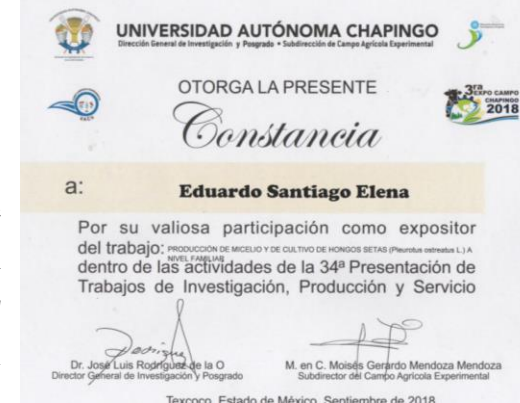 UNIVERSIDAD AUTÓNOMA CHAPINGO
Dirección General de Investigación y Posgrado • Subdirección de Campo Agrícola Experimental
OTORGA LA PRESENTE
3ra EXPO CAMPO
CHAPINGO
2018
Constancia
a:
Eduardo Santiago Elena
Por su valiosa participación como expositor
del trabajo: PRODUCCIÓN DE MICELIO Y DE CULTIVO DE HONGOS SETAS (Pleurotus ostreatus L.) A
NIVEL FAMILIAR
dentro de las actividades de la 34ª Presentación de
Trabajos de Investigación, Producción y Servicio
Dr. José Luis Rodríguez de la O
Director General de Investigación y Posgrado
M. en C. Moisés Gerardo Mendoza Mendoza
Subdirector del Campo Agrícola Experimental
Texcoco, Estado de México, Septiembre de 2018